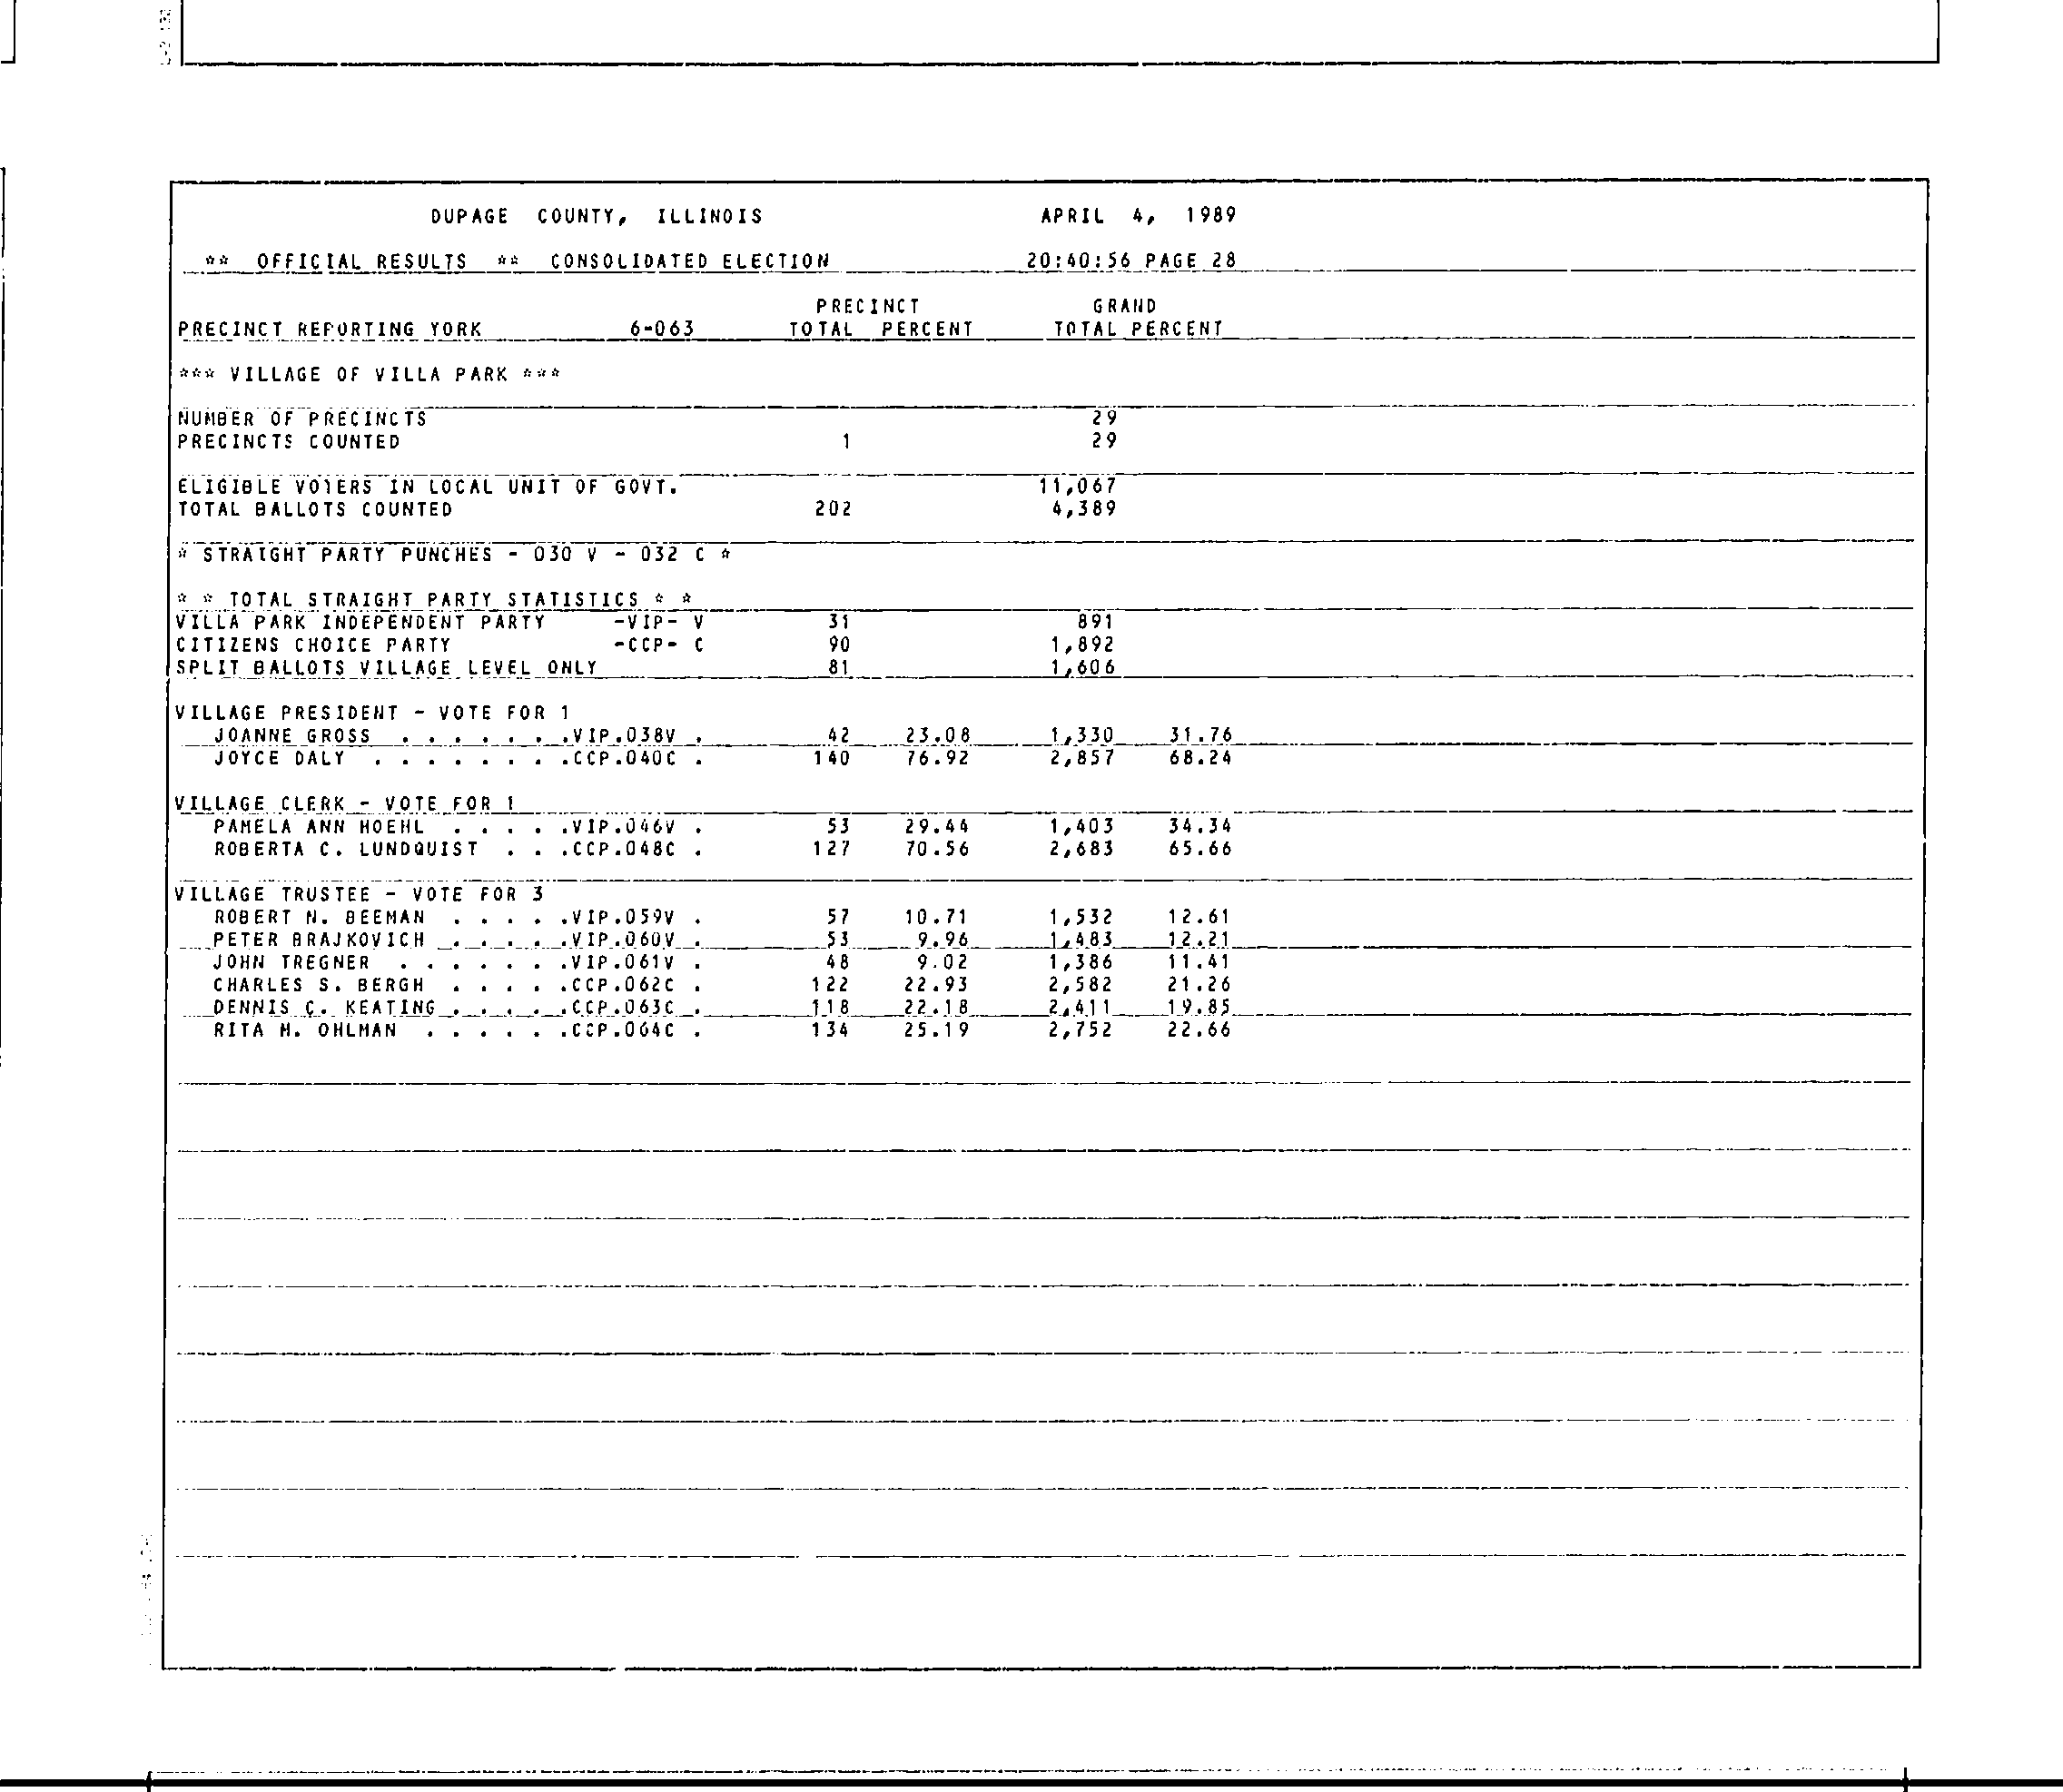 DUPAGE COUNTY, ILLINOIS APRIL 4, 1989
** OFFICIAL RESULTS ** CONSOLIDATED ELECTION 20:40:56 PAGE 28
PRECINCT GRAND
PRECINCT REPORTING YORK 6-063 TOTAL PERCENT TOTAL PERCENT
*** VILLAGE OF VILLA PARK ***
NUMBER OF PRECINCTS 29
PRECINCTS COUNTED 1 29
ELIGIBLE VOTERS IN LOCAL UNIT OF GOVT. 11,067
TOTAL BALLOTS COUNTED 202 4,389
* STRAIGHT PARTY PUNCHES - 030 V - 032 C *
* * TOTAL STRAIGHT PARTY STATISTICS * *
VILLA PARK INDEPENDENT PARTY -VIP- V 31 891
CITIZENS CHOICE PARTY -CCP- C 90 1,892
SPLIT BALLOTS VILLAGE LEVEL ONLY 81 1,606
VILLAGE PRESIDENT - VOTE FOR 1
JOANNE GROSS . . . . . . .VIP.038V . 42 23.08 1,330 31.76
JOYCE DALY . . . . . . . .CCP.040C . 140 76.92 2,857 68.24
VILLAGE CLERK - VOTE FOR 1
PAMELA ANN HOEHL . . . . .VIP.046V . 53 29.44 1,403 34.34
ROBERTA C. LUNDQUIST . . .CCP.048C . 127 70.56 2,683 65.66
VILLAGE TRUSTEE - VOTE FOR 3
ROBERT N. BEEMAN . . . . .VIP.059V . 57 10.71 1,532 12.61
PETER BRAJKOVICH . . . . .VIP.060V . 53 9.96 1,483 12.21
JOHN TREGNER . . . . . . .VIP.061V . 48 9.02 1,386 11.41
CHARLES S. BERGH . . . . .CCP.062C . 122 22.93 2,582 21.26
DENNIS C. KEATING . . . . .CCP.063C . 118 22.18 2,411 19.85
RITA M. OHLMAN . . . . . .CCP.064C . 134 25.19 2,752 22.66